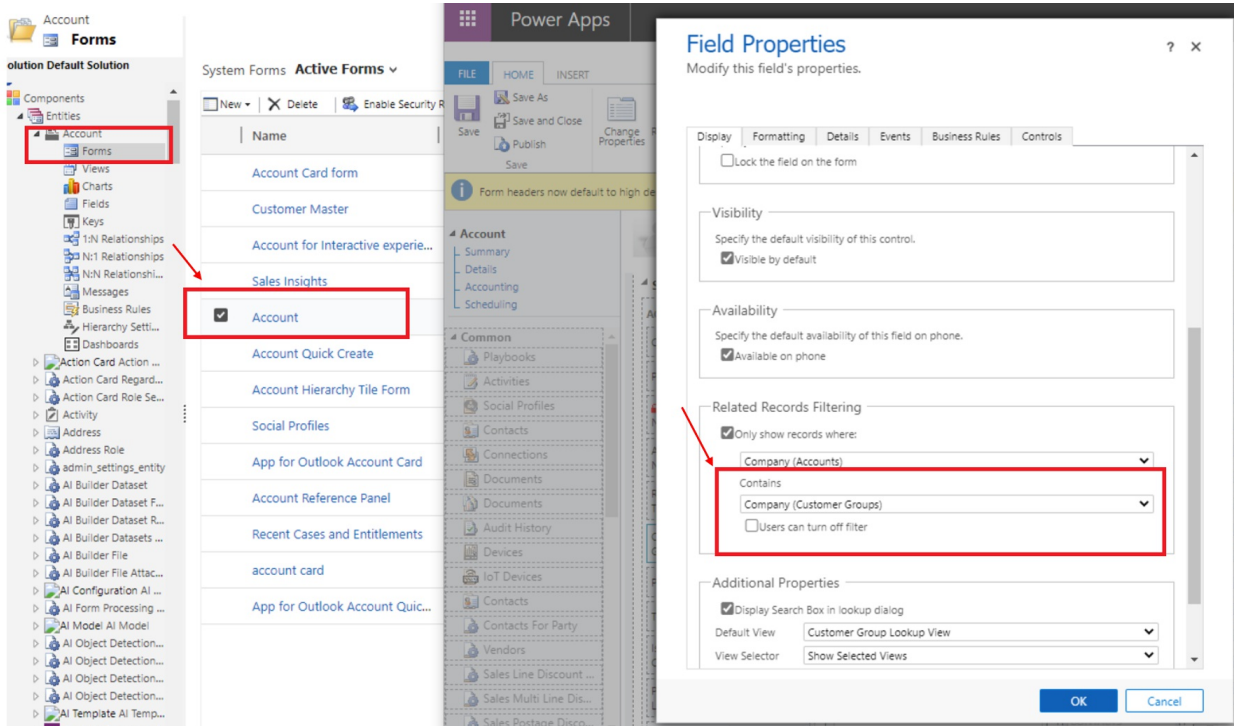 Account
Forms
olution Default Solution
Components
Entities
Account
Forms
Views
Charts
Fields
Keys
1:N Relationships
N:1 Relationships
N:N Relationshi...
Messages
Business Rules
Hierarchy Setti...
Dashboards
Action Card Action ...
Action Card Regard...
Action Card Role Se...
Activity
Address
Address Role
admin_settings_entity
AI Builder Dataset
AI Builder Dataset F...
AI Builder Dataset R...
AI Builder Datasets ...
AI Builder File
AI Builder File Attac...
AI Configuration AI ...
AI Form Processing ...
AI Model AI Model
AI Object Detection...
AI Object Detection...
AI Object Detection...
AI Object Detection...
AI Template AI Temp...
System Forms Active Forms
New Delete Enable Security R
Name
Account Card form
Customer Master
Account for Interactive experie...
Sales Insights
Account
Account Quick Create
Account Hierarchy Tile Form
Social Profiles
App for Outlook Account Card
Account Reference Panel
Recent Cases and Entitlements
account card
App for Outlook Account Quic...
Power Apps
FILE HOME INSERT
Save
Save As
Save and Close
Publish
Save
Change Properties
Form headers now default to high de
Account
Summary
Details
Accounting
Scheduling
Common
Playbooks
Activities
Social Profiles
Contacts
Connections
Documents
Documents
Audit History
Devices
IoT Devices
Contacts
Contacts For Party
Vendors
Sales Line Discount ...
Sales Multi Line Dis...
Sales Postage Disco...
Field Properties
? ×
Modify this field's properties.
Display Formatting Details Events Business Rules Controls
Lock the field on the form
Visibility
Specify the default visibility of this control.
Visible by default
Availability
Specify the default availability of this field on phone.
Available on phone
Related Records Filtering
Only show records where:
Company (Accounts)
Contains
Company (Customer Groups)
Users can turn off filter
Additional Properties
Display Search Box in lookup dialog
Default View Customer Group Lookup View
View Selector Show Selected Views
OK Cancel